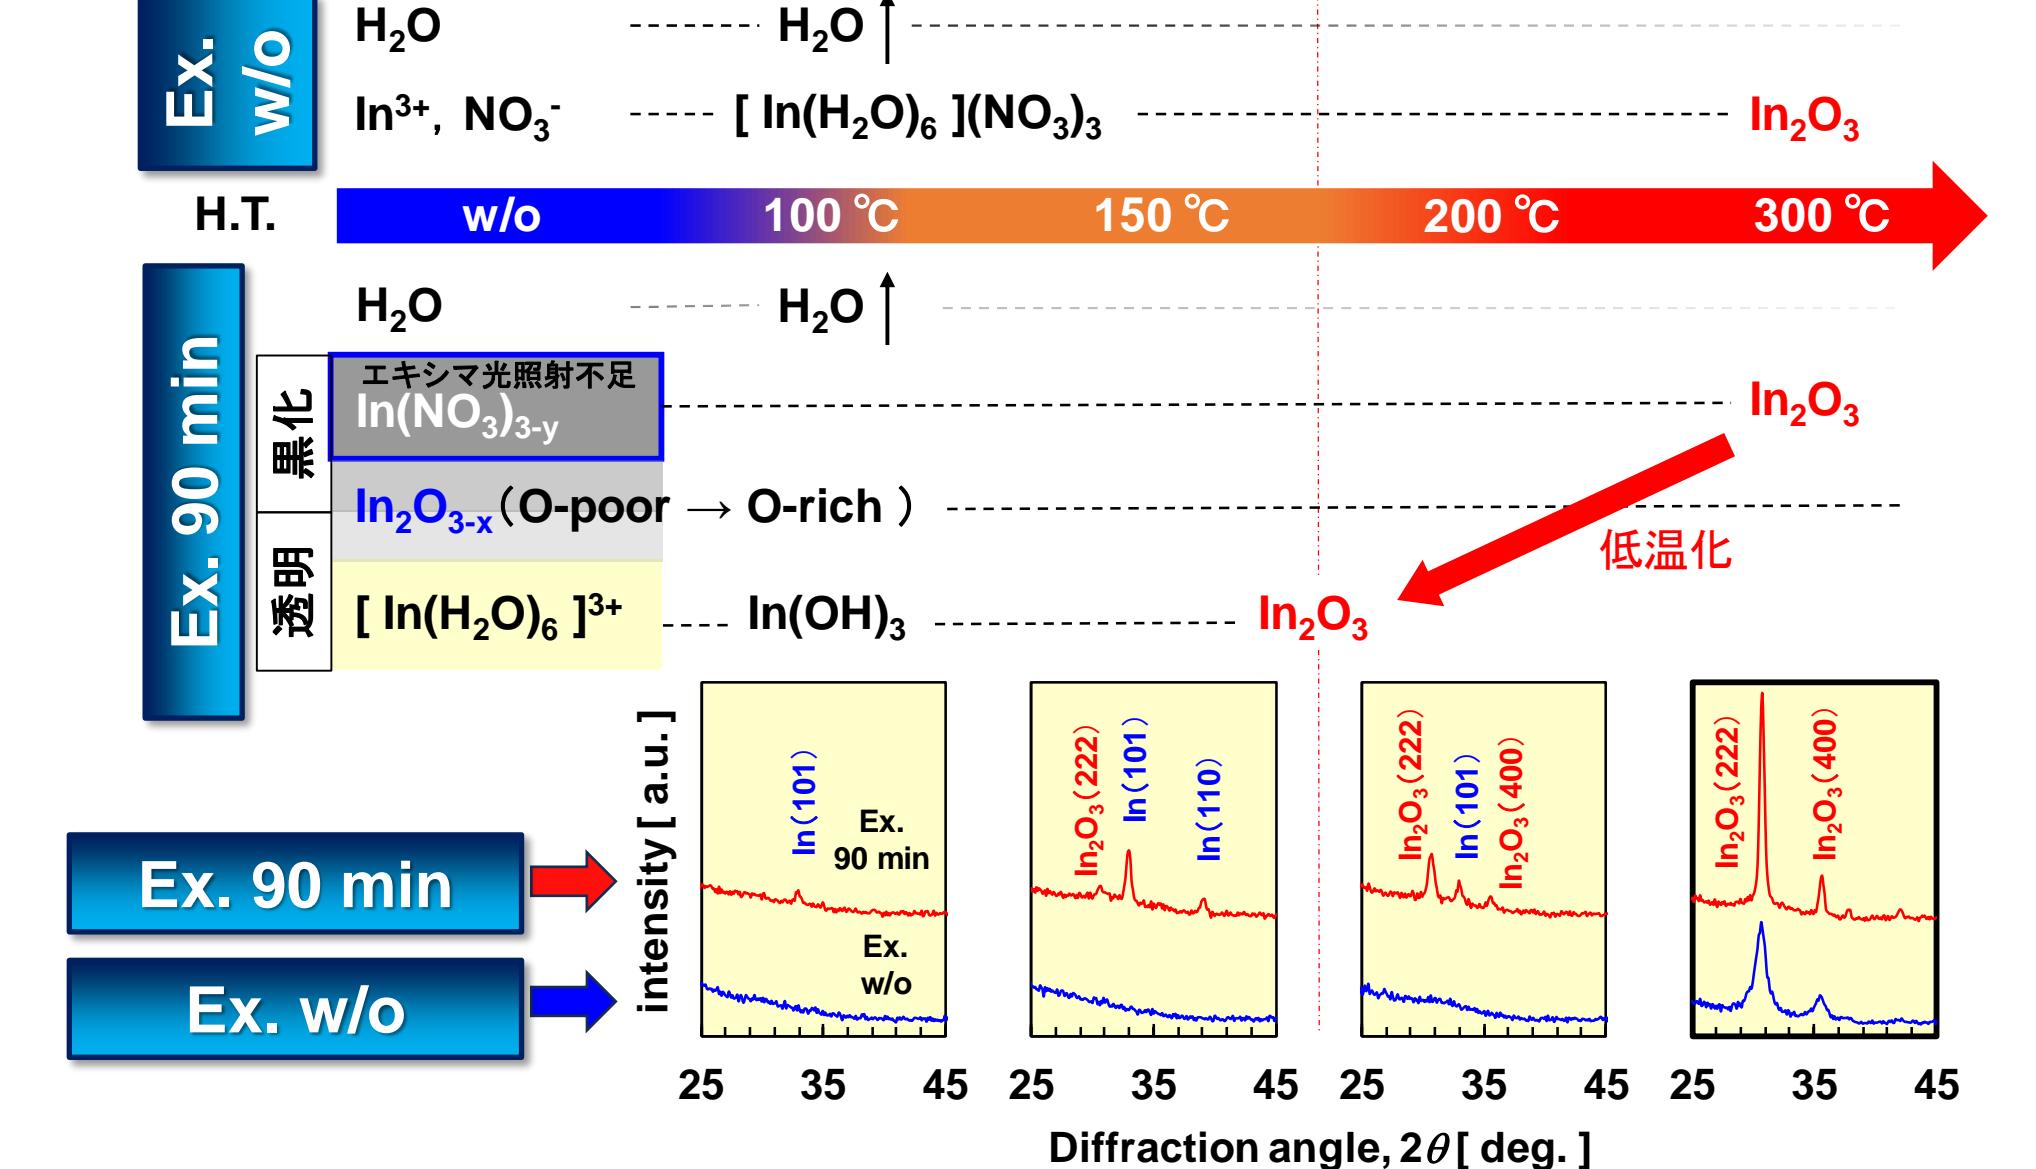 Ex.
w/o
H₂O
H₂O
In³⁺, NO₃⁻
[ In(H₂O)₆ ](NO₃)₃
In₂O₃
H.T.
w/o
100 ℃
150 ℃
200 ℃
300 ℃
Ex. 90 min
H₂O
H₂O
黒化
エキシマ光照射不足
In(NO₃)₃₋y
In₂O₃
In₂O₃₋ₓ（O-poor → O-rich ）
低温化
透明
[ In(H₂O)₆ ]³⁺
In(OH)₃
In₂O₃
Ex. 90 min
Ex. w/o
intensity [ a.u. ]
In（101）
Ex.
90 min
Ex.
w/o
In₂O₃（222）
In（101）
In（110）
In₂O₃（222）
In（101）
In₂O₃（400）
In₂O₃（222）
In₂O₃（400）
25 35 45
25 35 45
25 35 45
25 35 45
Diffraction angle, 2θ [ deg. ]